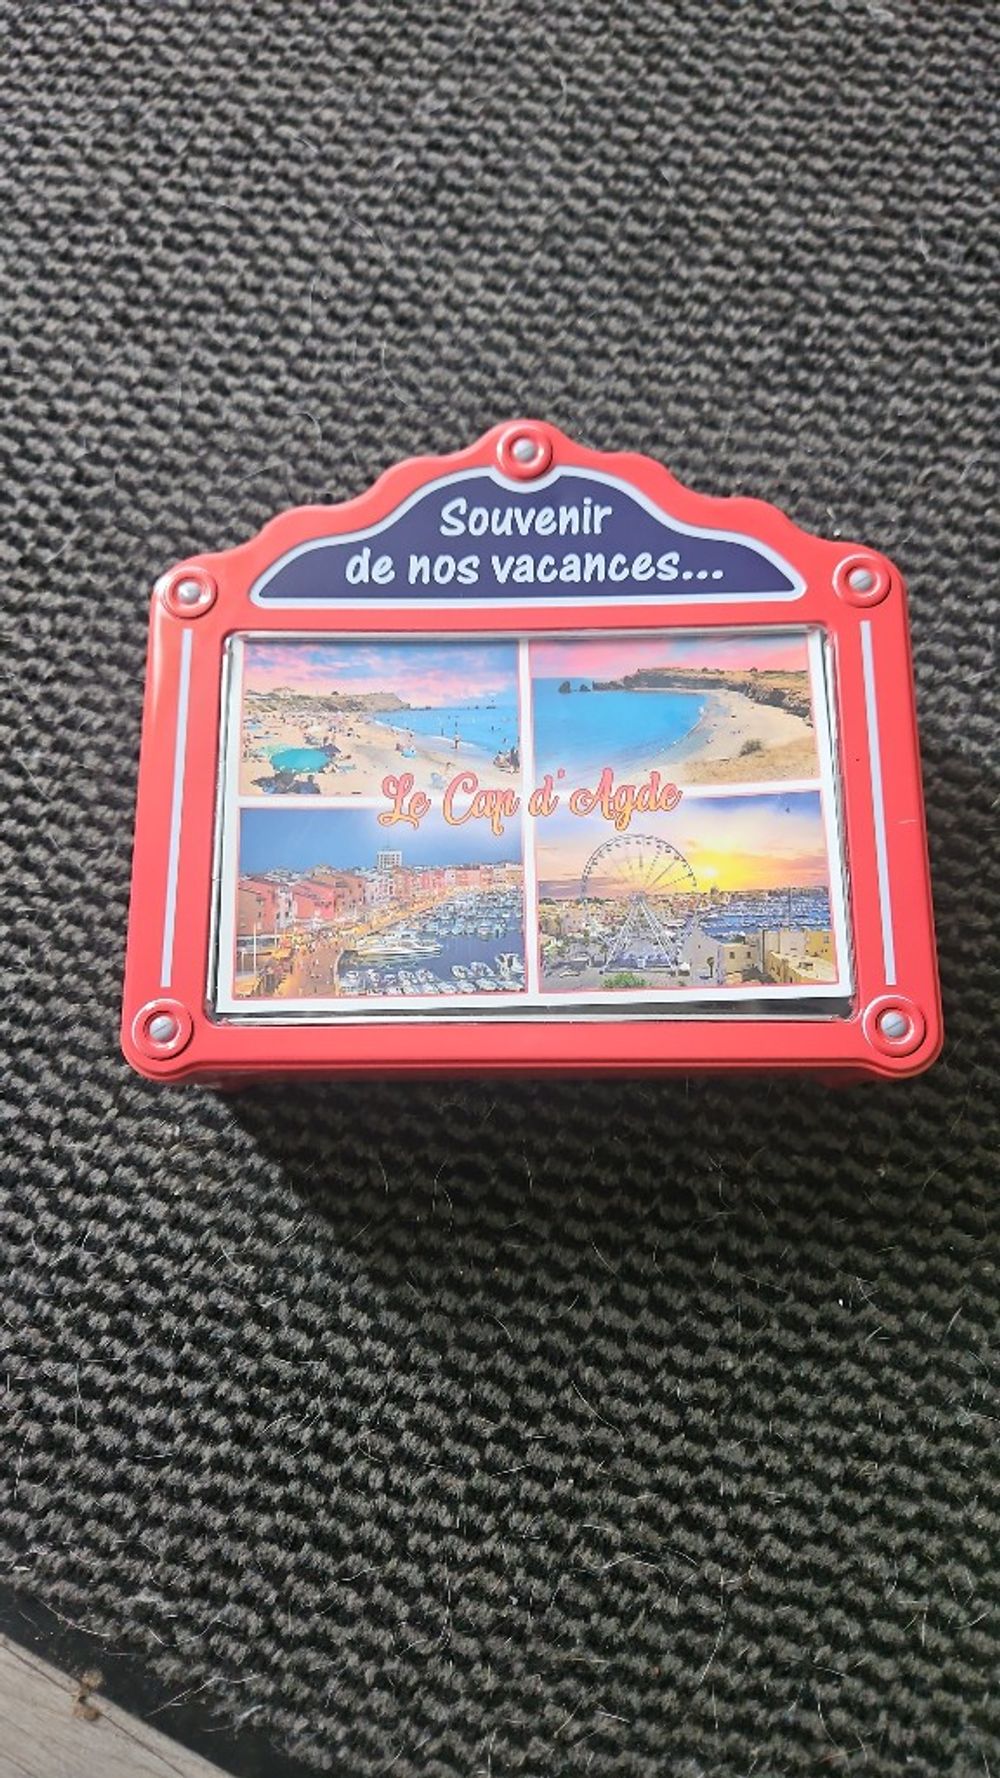 Souvenir
de nos vacances...
Le Cap d'Agde